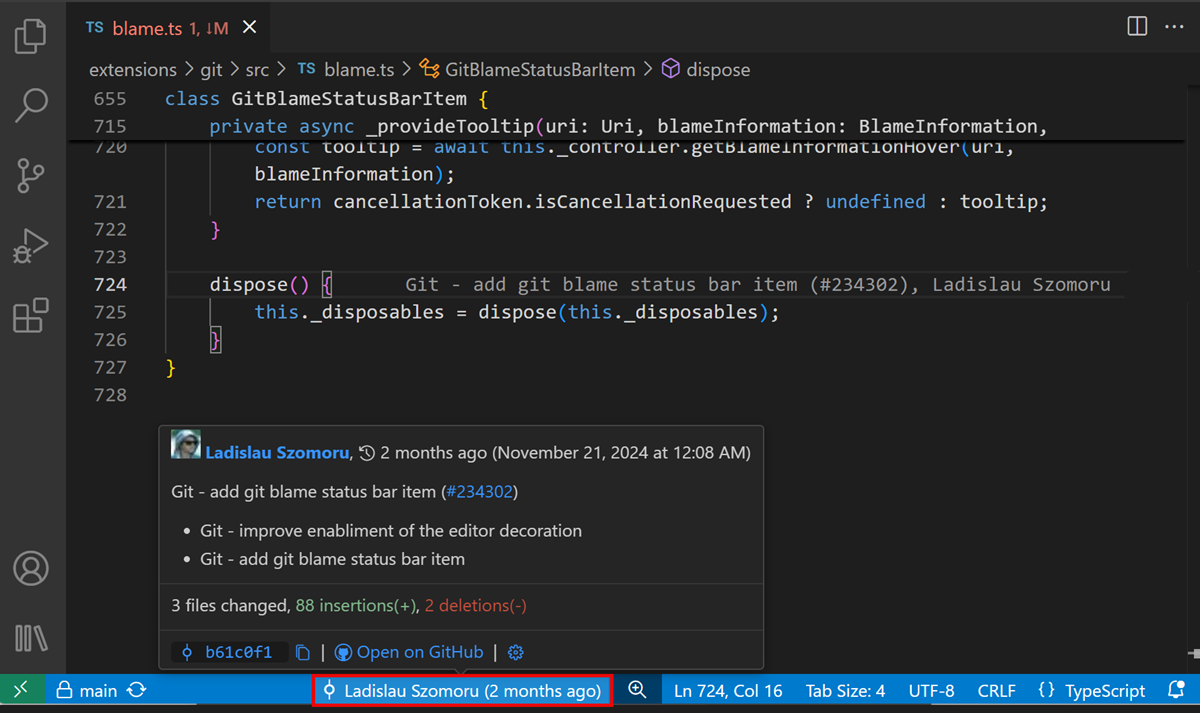 TS blame.ts 1, ↓M
extensions > git > src > TS blame.ts > GitBlameStatusBarItem > dispose
655 class GitBlameStatusBarItem {
715 private async _provideTooltip(uri: Uri, blameInformation: BlameInformation,
720 const tooltip = await this._controller.getBlameInformationHover(uri,
blameInformation);
721 return cancellationToken.isCancellationRequested ? undefined : tooltip;
722 }
723
724 dispose() { Git - add git blame status bar item (#234302), Ladislau Szomoru
725 this._disposables = dispose(this._disposables);
726 }
727 }
728
Ladislau Szomoru, 2 months ago (November 21, 2024 at 12:08 AM)
Git - add git blame status bar item (#234302)
• Git - improve enabliment of the editor decoration
• Git - add git blame status bar item
3 files changed, 88 insertions(+), 2 deletions(-)
b61c0f1 | Open on GitHub |
main Ladislau Szomoru (2 months ago) Ln 724, Col 16 Tab Size: 4 UTF-8 CRLF {} TypeScript